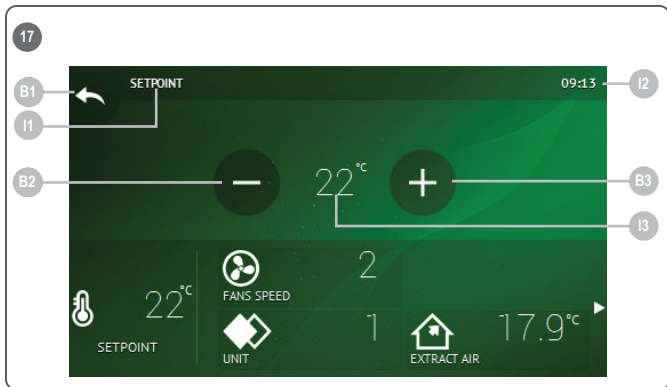 17
B1
SETPOINT
09:13
I2
I1
B2
22°C
B3
I3
22°C
SETPOINT
2
FANS SPEED
1
UNIT
17.9°C
EXTRACT AIR